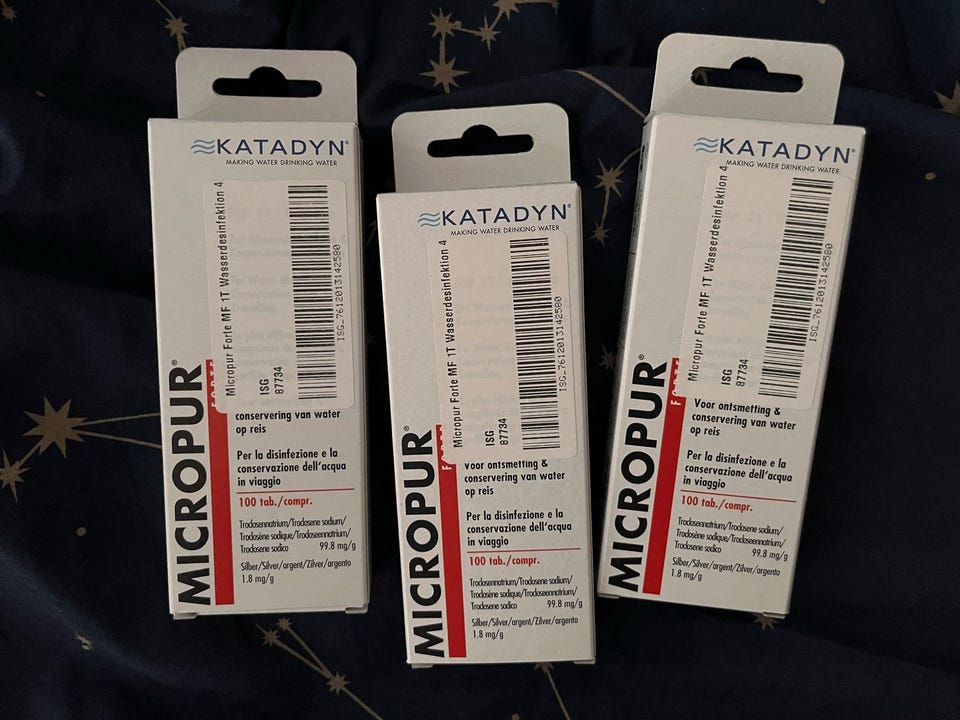 KATADYN®
MAKING WATER DRINKING WATER
Micropur Forte MF 1T Wasserdesinfektion 4
ISG
87734
ISG_7612013142580
MICROPUR®
FORTE
conservering van water
op reis
Per la disinfezione e la
conservazione dell'acqua
in viaggio
100 tab./compr.
Troclosennatrium/Troclosene sodium/
Troclosène sodique/Trocloseennatrium/
Troclosene sodico 99.8 mg/g
Silber/Silver/argent/Zilver/argento
1.8 mg/g
KATADYN®
MAKING WATER DRINKING WATER
Micropur Forte MF 1T Wasserdesinfektion 4
ISG
87734
ISG_7612013142580
MICROPUR®
FORTE
Voor ontsmetting &
conservering van water
op reis
Per la disinfezione e la
conservazione dell'acqua
in viaggio
100 tab./compr.
Troclosennatrium/Troclosene sodium/
Troclosène sodique/Trocloseennatrium/
Troclosene sodico 99.8 mg/g
Silber/Silver/argent/Zilver/argento
1.8 mg/g
KATADYN®
MAKING WATER DRINKING WATER
Micropur Forte MF 1T Wasserdesinfektion 4
ISG
87734
ISG_7612013142580
MICROPUR®
FORTE
Voor ontsmetting &
conservering van water
op reis
Per la disinfezione e la
conservazione dell'acqua
in viaggio
100 tab./compr.
Troclosennatrium/Troclosene sodium/
Troclosène sodique/Trocloseennatrium/
Troclosene sodico 99.8 mg/g
Silber/Silver/argent/Zilver/argento
1.8 mg/g